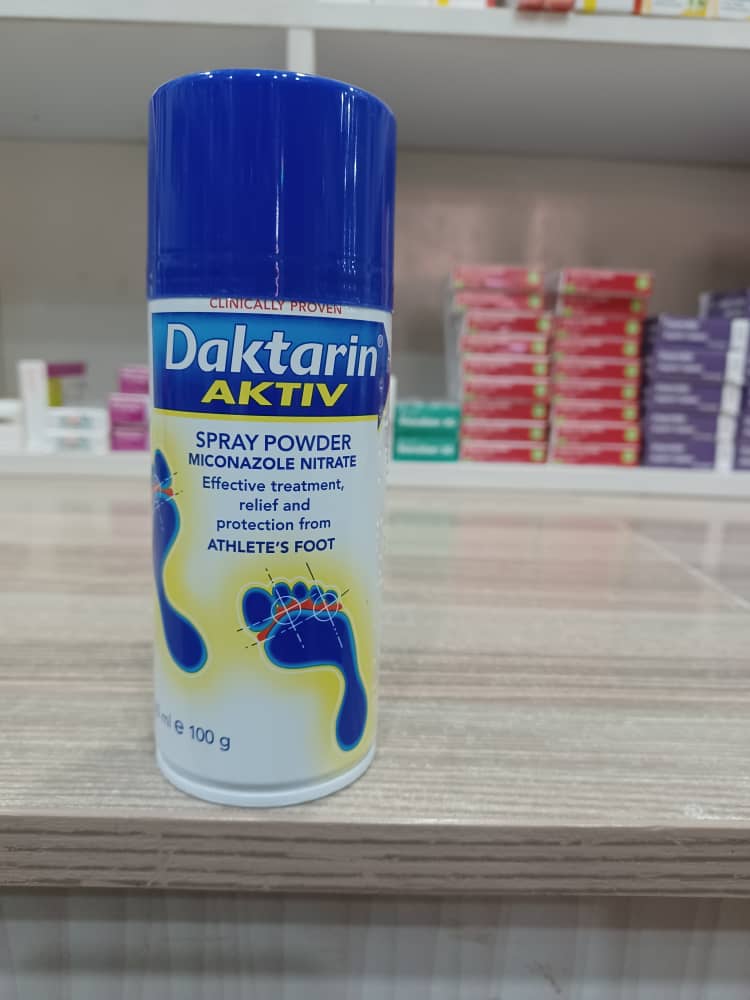 CLINICALLY PROVEN
Daktarin®
AKTIV
SPRAY POWDER
MICONAZOLE NITRATE
Effective treatment,
relief and
protection from
ATHLETE'S FOOT
ml e 100 g